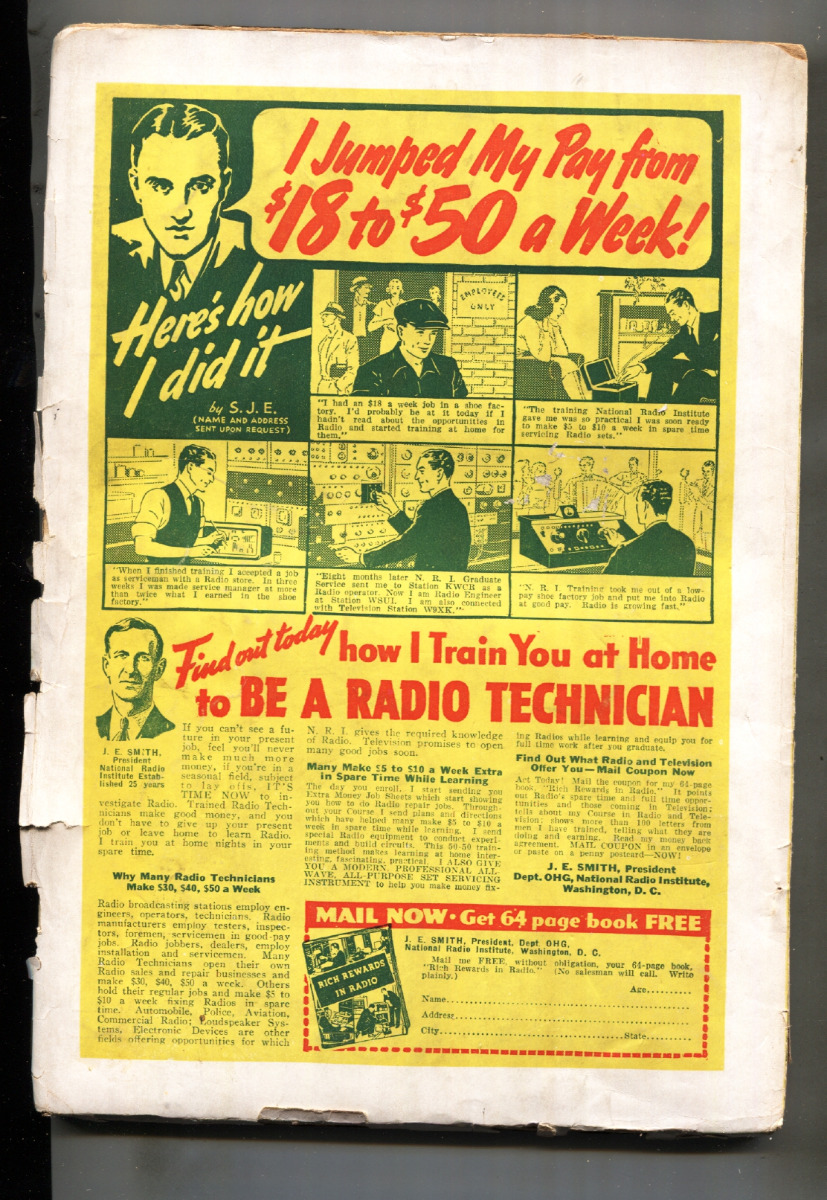 I Jumped My Pay from
$18 to $50 a Week!
Here's how
I did it
by S.J.E.
(NAME AND ADDRESS
SENT UPON REQUEST)
EMPLOYEES
ONLY
"I had an $18 a week job in a shoe fac-
tory. I'd probably be at it today if I
hadn't read about the opportunities in
Radio and started training at home for
them."
"The training National Radio Institute
gave me was so practical I was soon ready
to make $5 to $10 a week in spare time
servicing Radio sets."
"When I finished training I accepted a job
as serviceman with a Radio store. In three
weeks I was made service manager at more
than twice what I earned in the shoe
factory."
"Eight months later N. R. I. Graduate
Service sent me to Station KWCR as a
Radio operator. Now I am Radio Engineer
at Station WSUI. I am also connected
with Television Station W9XK."
"N. R. I. Training took me out of a low-
pay shoe factory job and put me into Radio
at good pay. Radio is growing fast."
Find out today how I Train You at Home
to BE A RADIO TECHNICIAN
J. E. SMITH,
President
National Radio
Institute Estab-
lished 25 years
If you can't see a fu-
ture in your present
job, feel you'll never
make much more
money, if you're in a
seasonal field, subject
to lay offs, IT'S
TIME NOW to in-
vestigate Radio. Trained Radio Tech-
nicians make good money, and you
don't have to give up your present
job or leave home to learn Radio.
I train you at home nights in your
spare time.
Why Many Radio Technicians
Make $30, $40, $50 a Week
Radio broadcasting stations employ en-
gineers, operators, technicians. Radio
manufacturers employ testers, inspec-
tors, foremen, servicemen in good-pay
jobs. Radio jobbers, dealers, employ
installation and servicemen. Many
Radio Technicians open their own
Radio sales and repair businesses and
make $30, $40, $50 a week. Others
hold their regular jobs and make $5 to
$10 a week fixing Radios in spare
time. Automobile, Police, Aviation,
Commercial Radio; Loudspeaker Sys-
tems, Electronic Devices are other
fields offering opportunities for which
N. R. I. gives the required knowledge
of Radio. Television promises to open
many good jobs soon.
Many Make $5 to $10 a Week Extra
in Spare Time While Learning
The day you enroll, I start sending you
Extra Money Job Sheets which start showing
you how to do Radio repair jobs. Through-
out your Course I send plans and directions
which have helped many make $5 to $10 a
week in spare time while learning. I send
special Radio equipment to conduct experi-
ments and build circuits. This 50-50 train-
ing method makes learning at home inter-
esting, fascinating, practical. I ALSO GIVE
YOU A MODERN, PROFESSIONAL ALL-
WAVE, ALL-PURPOSE SET SERVICING
INSTRUMENT to help you make money fix-
ing Radios while learning and equip you for
full time work after you graduate.
Find Out What Radio and Television
Offer You—Mail Coupon Now
Act Today! Mail the coupon for my 64-page
book, "Rich Rewards in Radio." It points
out Radio's spare time and full time oppor-
tunities and those coming in Television;
tells about my Course in Radio and Tele-
vision; shows more than 100 letters from
men I have trained, telling what they are
doing and earning. Read my money back
agreement. MAIL COUPON in an envelope
or paste on a penny postcard—NOW!
J. E. SMITH, President
Dept. OHG, National Radio Institute,
Washington, D. C.
MAIL NOW · Get 64 page book FREE
RICH REWARDS
IN RADIO
J. E. SMITH, President, Dept. OHG,
National Radio Institute, Washington, D. C.
Mail me FREE, without obligation, your 64-page book,
"Rich Rewards in Radio." (No salesman will call. Write
plainly.)
Age..........
Name..........
Address..........
City..........State..........